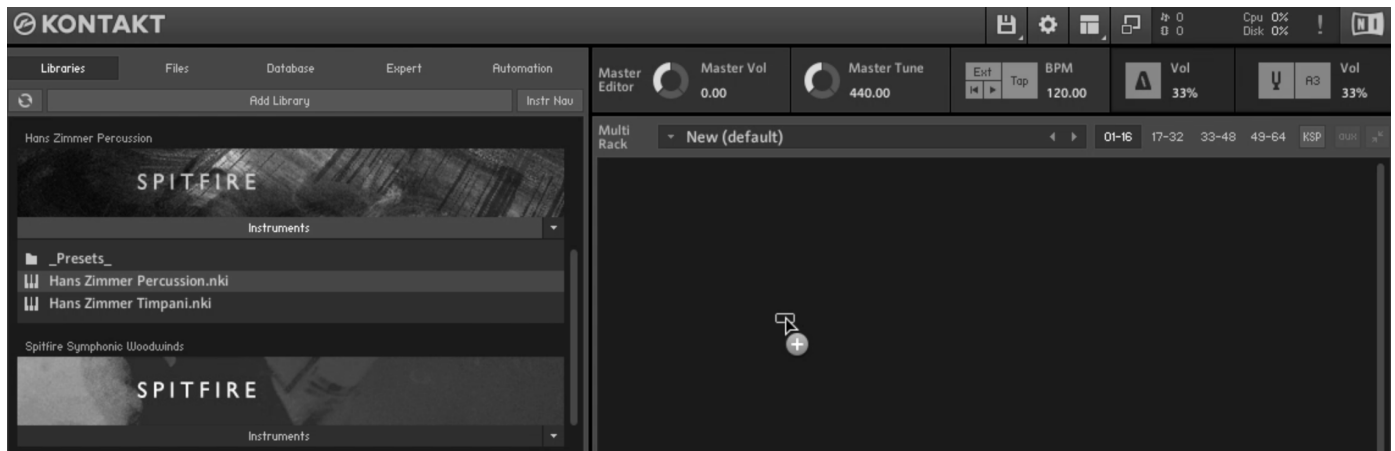 KONTAKT
0
0
Cpu 0%
Disk 0%
!
NI
Libraries
Files
Database
Expert
Automation
Add Library
Instr Nav
Hans Zimmer Percussion
SPITFIRE
Instruments
_Presets_
Hans Zimmer Percussion.nki
Hans Zimmer Timpani.nki
Spitfire Symphonic Woodwinds
SPITFIRE
Instruments
Master
Editor
Master Vol
0.00
Master Tune
440.00
Ext
Tap
BPM
120.00
Vol
33%
A3
Vol
33%
Multi
Rack
New (default)
01-16
17-32
33-48
49-64
KSP
aux